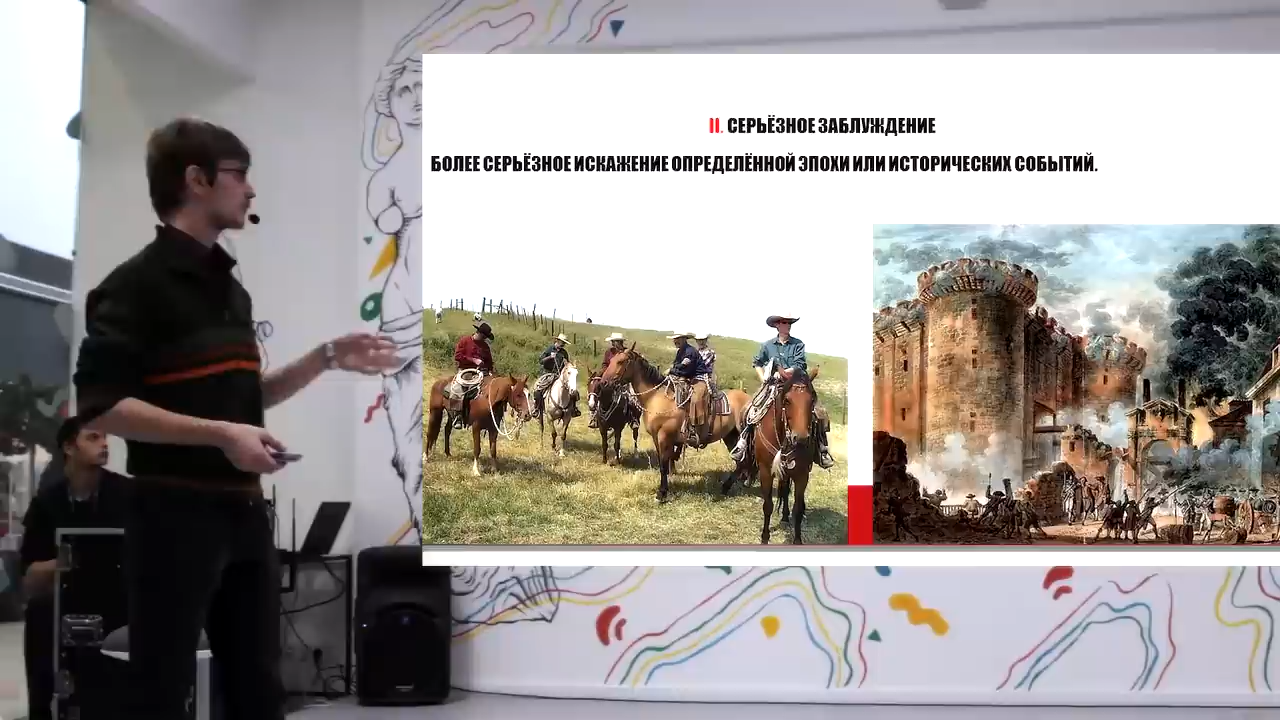 II. СЕРЬЁЗНОЕ ЗАБЛУЖДЕНИЕ
БОЛЕЕ СЕРЬЁЗНОЕ ИСКАЖЕНИЕ ОПРЕДЕЛЁННОЙ ЭПОХИ ИЛИ ИСТОРИЧЕСКИХ СОБЫТИЙ.